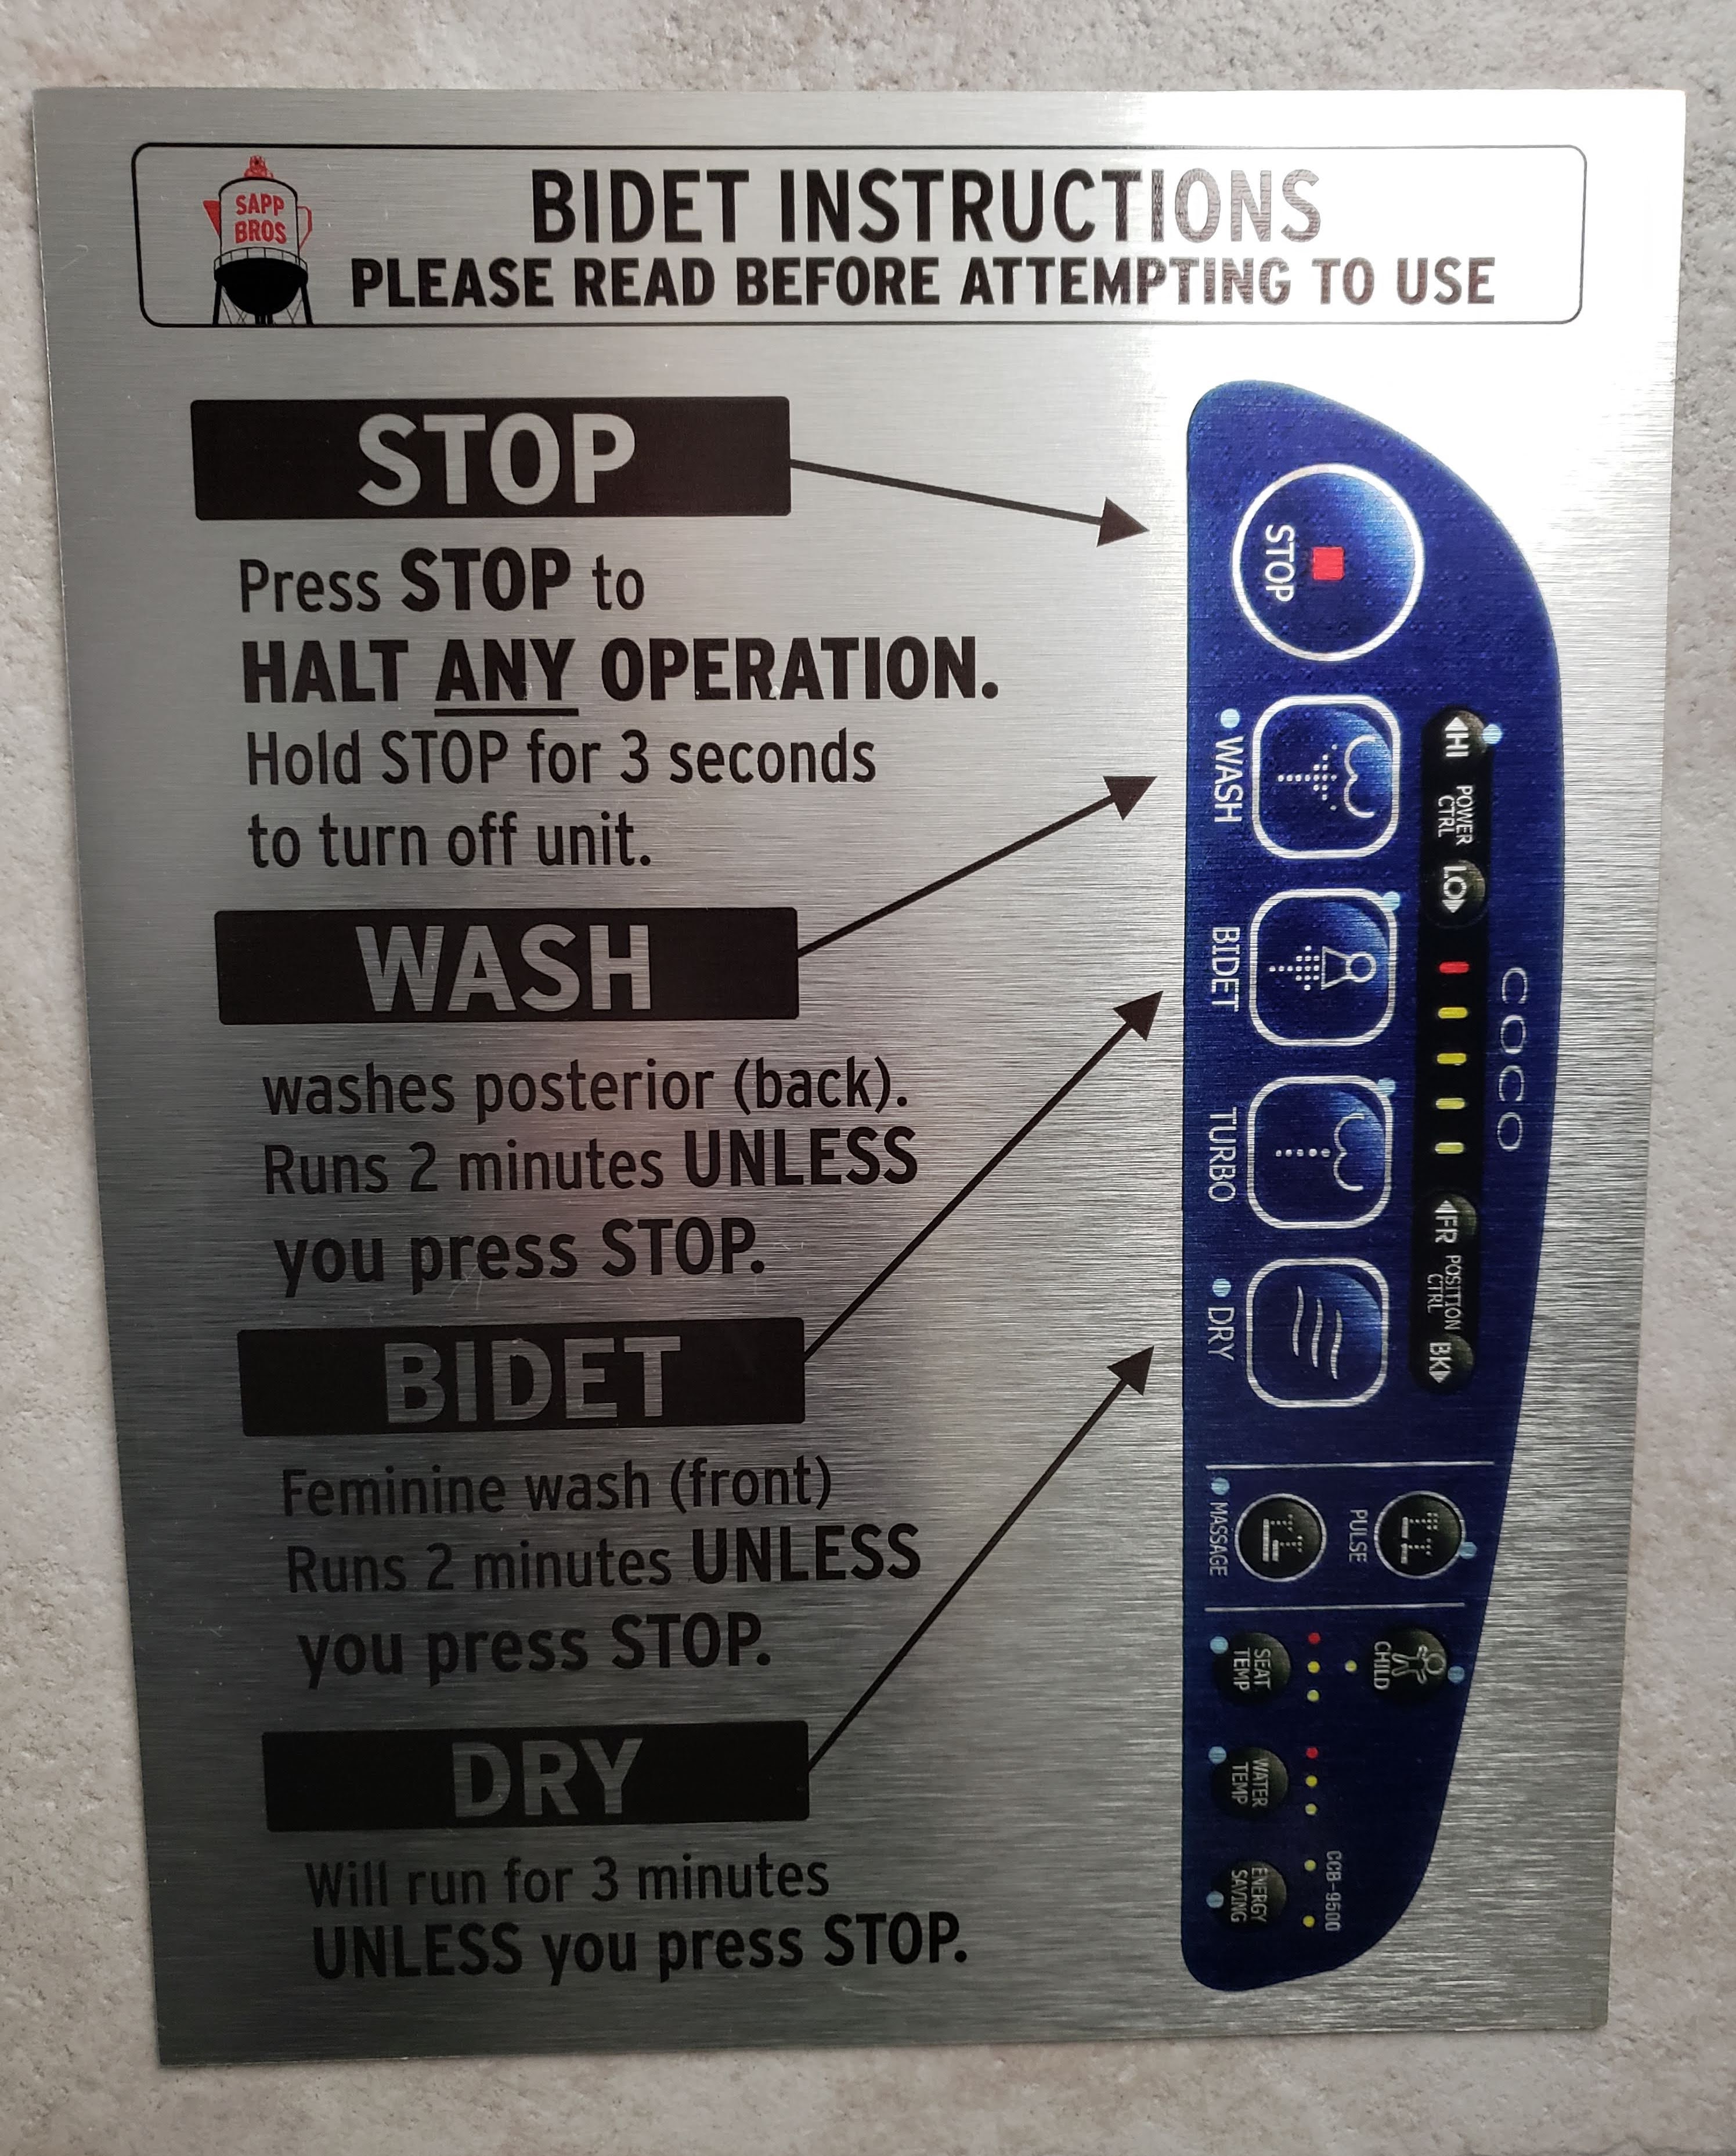 SAPP
BROS
BIDET INSTRUCTIONS
PLEASE READ BEFORE ATTEMPTING TO USE
STOP
Press STOP to
HALT ANY OPERATION.
Hold STOP for 3 seconds
to turn off unit.
WASH
washes posterior (back).
Runs 2 minutes UNLESS
you press STOP.
BIDET
Feminine wash (front)
Runs 2 minutes UNLESS
you press STOP.
DRY
Will run for 3 minutes
UNLESS you press STOP.
STOP
WASH
BIDET
TURBO
DRY
HI
POWER
CTRL
LO
COCO
FR
POSITION
CTRL
BK
MASSAGE
PULSE
CHILD
SEAT
TEMP
WATER
TEMP
ENERGY
SAVING
CCB-9500